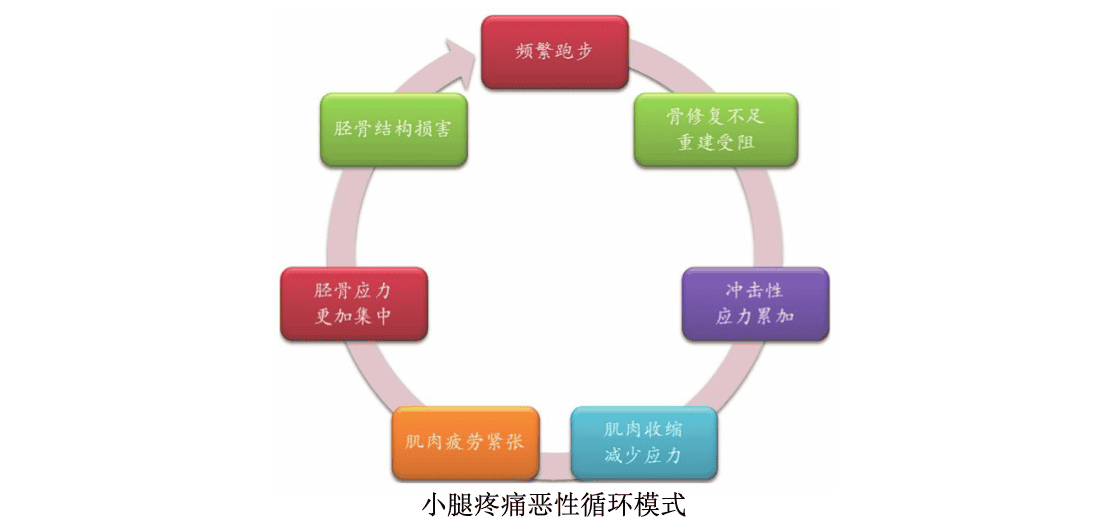 频繁跑步
骨修复不足
重建受阻
冲击性
应力累加
肌肉收缩
减少应力
肌肉疲劳紧张
胫骨应力
更加集中
胫骨结构损害
小腿疼痛恶性循环模式